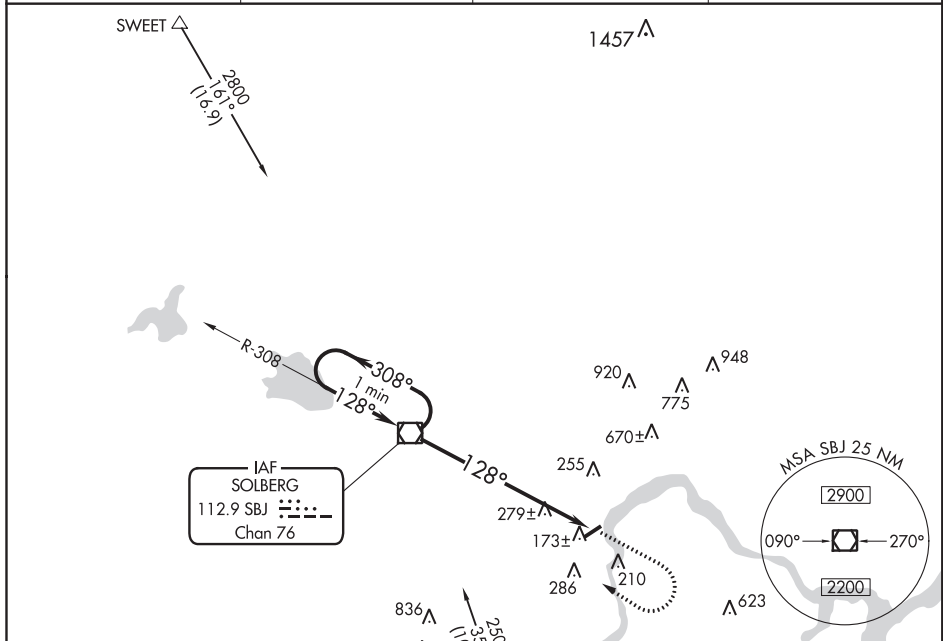 SWEET
1457
2800
161°
(16.9)
R-308
308°
1 min
128°
948
920
775
670±
255
128°
279±
173±
IAF
SOLBERG
112.9 SBJ
Chan 76
286
210
836
623
MSA SBJ 25 NM
2900
090°
270°
2200